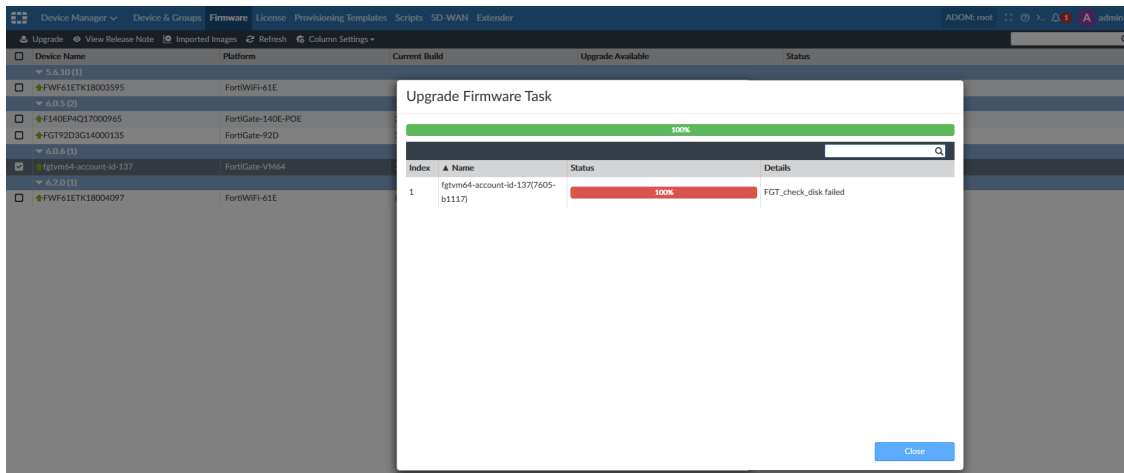 Device Manager Device & Groups Firmware License Provisioning Templates Scripts SD-WAN Extender ADOM: root 1 A admin
Upgrade View Release Note Imported Images Refresh Column Settings
Device Name Platform Current Build Upgrade Available Status
5.6.10 (1)
FWF61ETK18003595 FortiWiFi-61E
6.0.5 (2)
F140EP4Q17000965 FortiGate-140E-POE
FGT92D3G14000135 FortiGate-92D
6.0.6 (1)
fgtvm64-account-id-137 FortiGate-VM64
6.2.0 (1)
FWF61ETK18004097 FortiWiFi-61E
Upgrade Firmware Task
100%
Index Name Status Details
1 fgtvm64-account-id-137(7605-b1117) 100% FGT_check_disk failed
Close